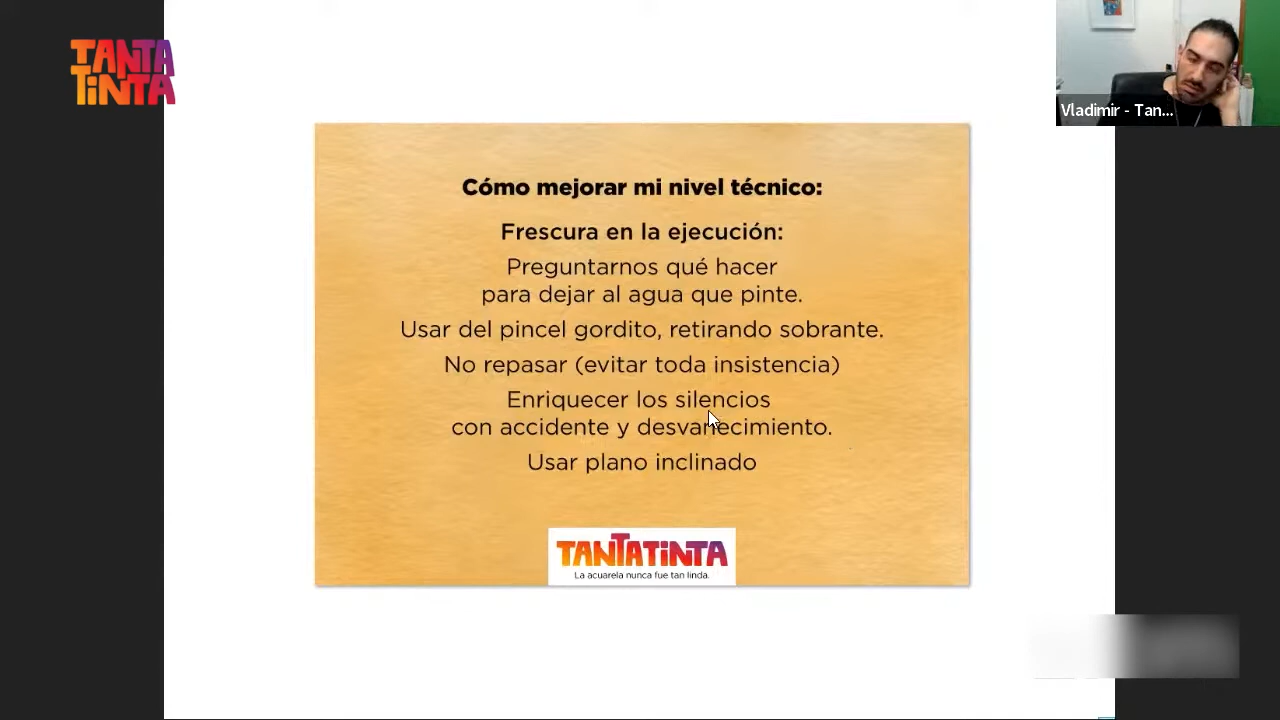 TANTA
TiNTA
Vladimir - Tan...
Cómo mejorar mi nivel técnico:
Frescura en la ejecución:
Preguntarnos qué hacer
para dejar al agua que pinte.
Usar del pincel gordito, retirando sobrante.
No repasar (evitar toda insistencia)
Enriquecer los silencios
con accidente y desvanecimiento.
Usar plano inclinado
TANTATiNTA
La acuarela nunca fue tan linda.